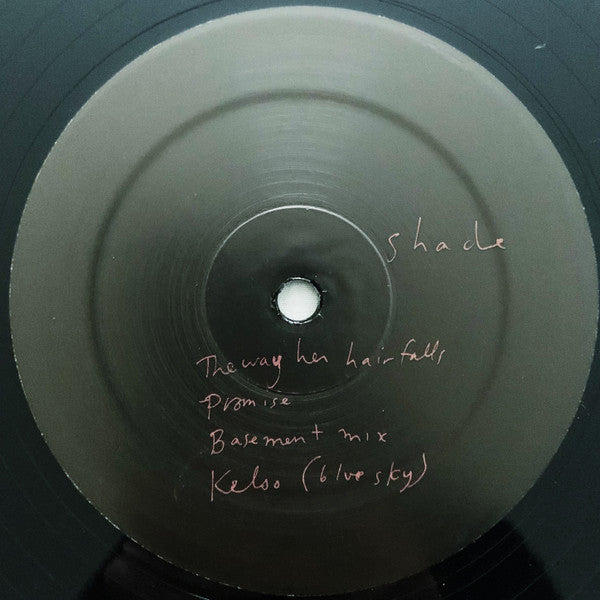 shade
The way her hair falls
Promise
Basement mix
Kelso (blue sky)